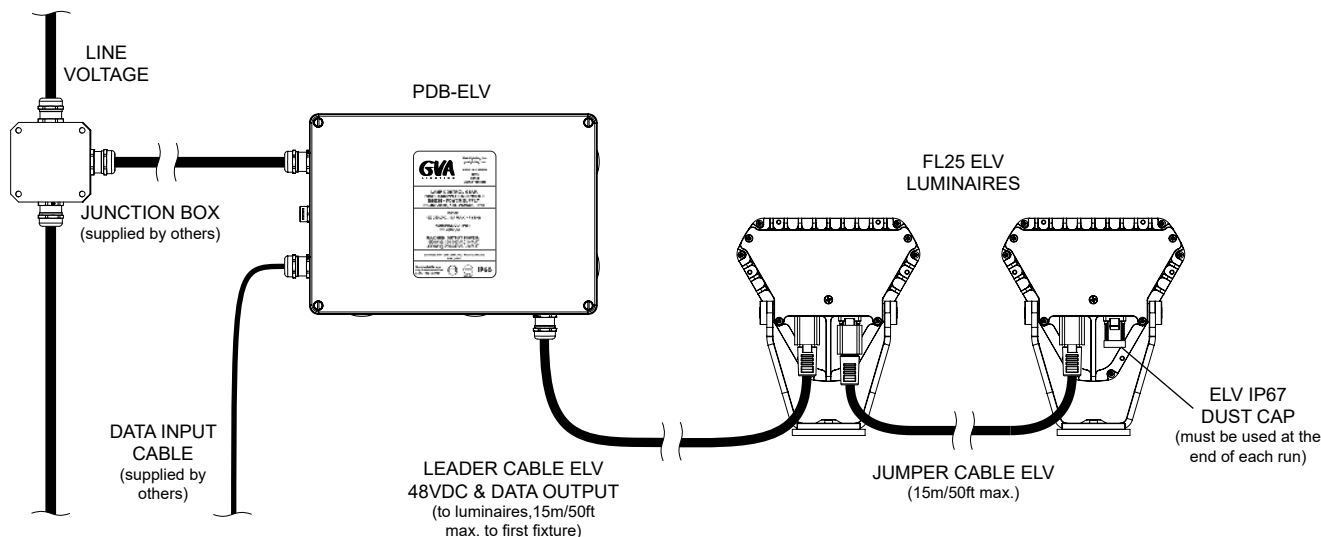 LINE
VOLTAGE
PDB-ELV
FL25 ELV
LUMINAIRES
GVA
LIGHTING
JUNCTION BOX
(supplied by others)
IP66
DATA INPUT
CABLE
(supplied by
others)
LEADER CABLE ELV
48VDC & DATA OUTPUT
(to luminaires,15m/50ft
max. to first fixture)
JUMPER CABLE ELV
(15m/50ft max.)
ELV IP67
DUST CAP
(must be used at the
end of each run)